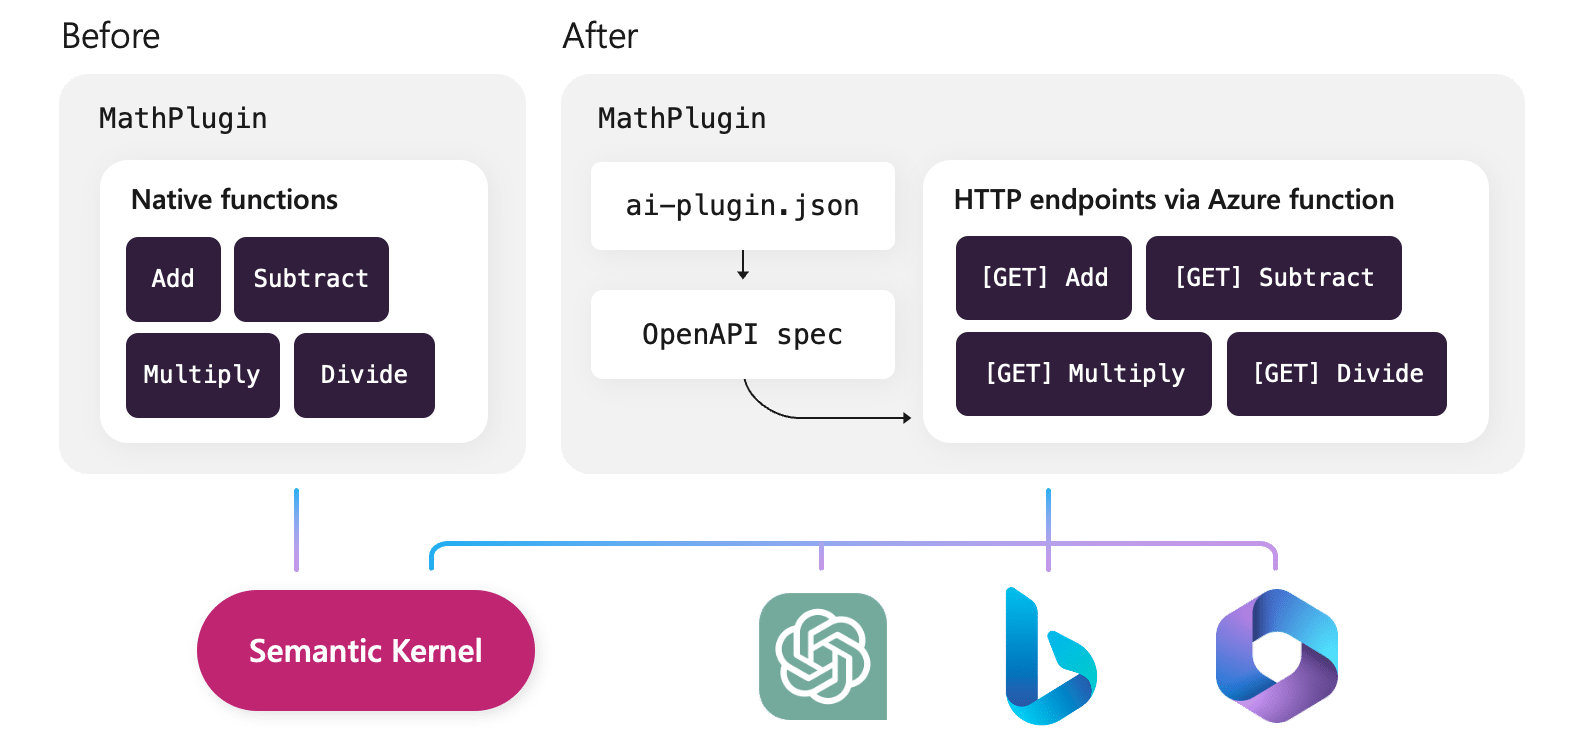 Before
MathPlugin
Native functions
Add
Subtract
Multiply
Divide
After
MathPlugin
ai-plugin.json
OpenAPI spec
HTTP endpoints via Azure function
[GET] Add
[GET] Subtract
[GET] Multiply
[GET] Divide
Semantic Kernel